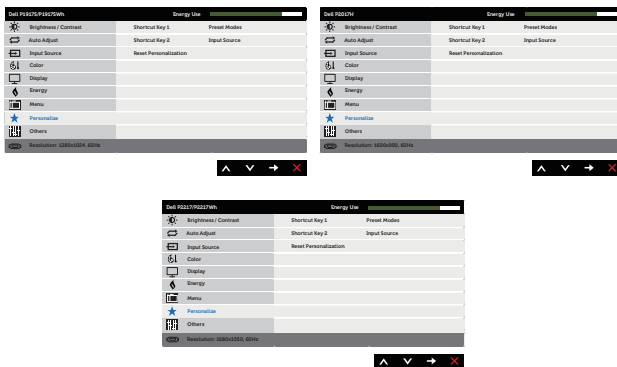 Dell P1917S/P1917SWh Energy Use
Brightness / Contrast Shortcut Key 1 Preset Modes
Auto Adjust Shortcut Key 2 Input Source
Input Source Reset Personalization
Color
Display
Energy
Menu
Personalize
Others
Resolution: 1280x1024, 60Hz
Dell P2017H Energy Use
Brightness / Contrast Shortcut Key 1 Preset Modes
Auto Adjust Shortcut Key 2 Input Source
Input Source Reset Personalization
Color
Display
Energy
Menu
Personalize
Others
Resolution: 1600x900, 60Hz
Dell P2217/P2217Wh Energy Use
Brightness / Contrast Shortcut Key 1 Preset Modes
Auto Adjust Shortcut Key 2 Input Source
Input Source Reset Personalization
Color
Display
Energy
Menu
Personalize
Others
Resolution: 1680x1050, 60Hz